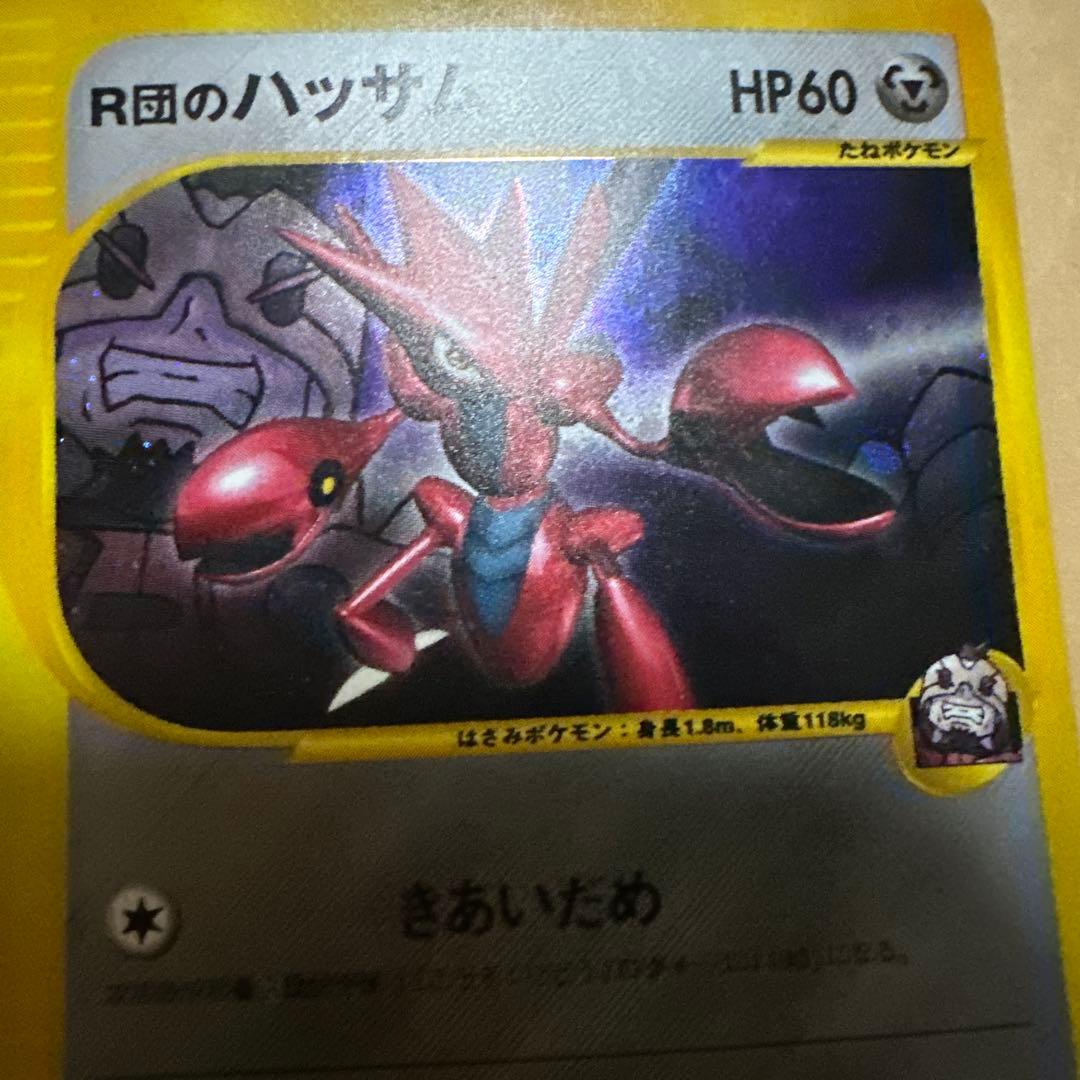 R団のハッサム HP60
たねポケモン
はさみポケモン：身長1.8m、体重118kg
きあいだめ